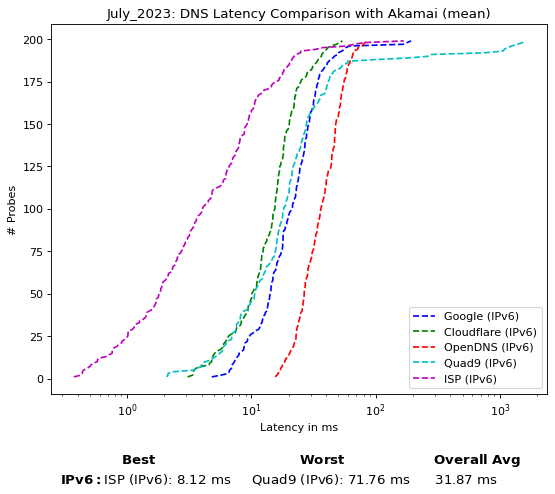 July_2023: DNS Latency Comparison with Akamai (mean)
200
175
150
125
100
75
50
25
0
# Probes
Google (IPv6)
Cloudflare (IPv6)
OpenDNS (IPv6)
Quad9 (IPv6)
ISP (IPv6)
10⁰ 10¹ 10² 10³
Latency in ms
Best Worst Overall Avg
IPv6: ISP (IPv6): 8.12 ms Quad9 (IPv6): 71.76 ms 31.87 ms